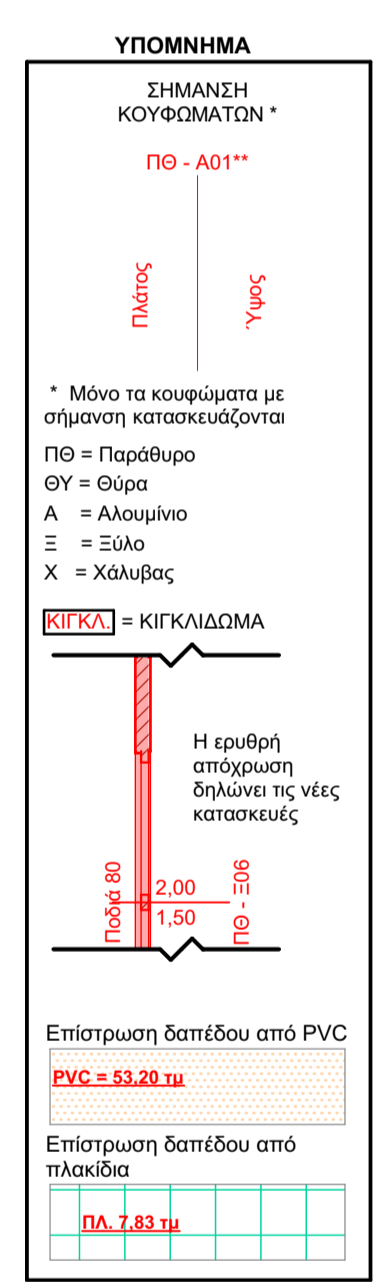 ΥΠΟΜΝΗΜΑ
ΣΗΜΑΝΣΗ
ΚΟΥΦΩΜΑΤΩΝ *
ΠΘ - Α01**
Πλάτος
Ύψος
* Μόνο τα κουφώματα με
σήμανση κατασκευάζονται
ΠΘ = Παράθυρο
ΘΥ = Θύρα
Α = Αλουμίνιο
Ξ = Ξύλο
Χ = Χάλυβας
ΚΙΓΚΛ. = ΚΙΓΚΛΙΔΩΜΑ
Η ερυθρή
απόχρωση
δηλώνει τις νέες
κατασκευές
Ποδιά 80
2,00
1,50
ΠΘ - Ξ06
Επίστρωση δαπέδου από PVC
PVC = 53,20 τμ
Επίστρωση δαπέδου από
πλακίδια
ΠΛ. 7,83 τμ